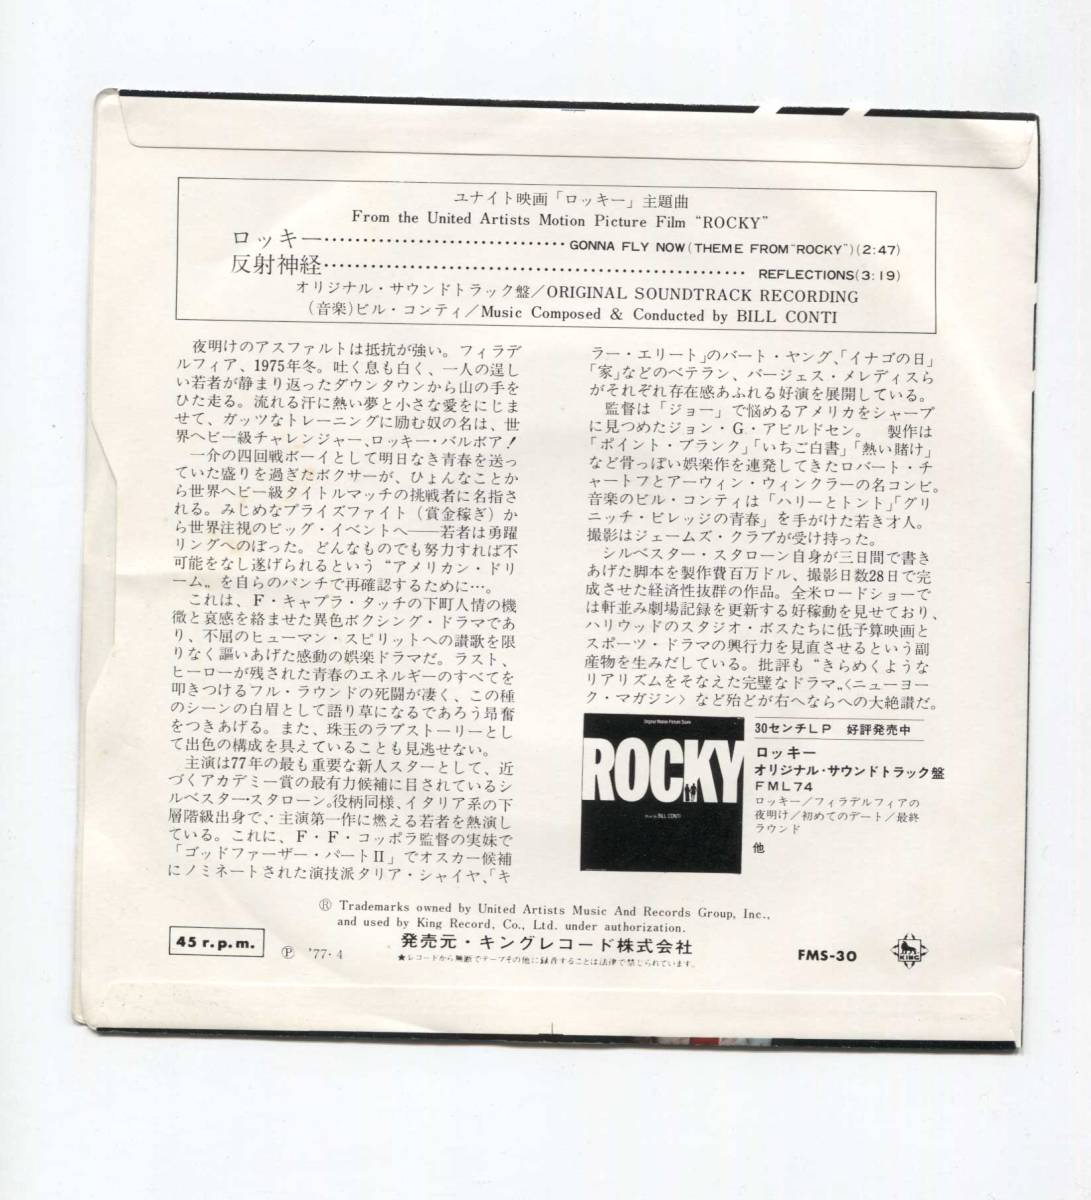 ユナイト映画「ロッキー」主題曲
From the United Artists Motion Picture Film “ROCKY”
ロッキー…………………………GONNA FLY NOW(THEME FROM “ROCKY”)(2:47)
反射神経………………………………………………REFLECTIONS(3:19)
オリジナル・サウンドトラック盤／ORIGINAL SOUNDTRACK RECORDING
(音楽)ビル・コンティ／Music Composed & Conducted by BILL CONTI
夜明けのアスファルトは抵抗が強い。フィラデ
ルフィア、1975年冬。吐く息も白く、一人の逞し
い若者が静まり返ったダウンタウンから山の手を
ひた走る。流れる汗に熱い夢と小さな愛をにじま
せて、ガッツなトレーニングに励む奴の名は、世
界ヘビー級チャレンジャー、ロッキー・バルボア！
一介の四回戦ボーイとして明日なき青春を送っ
ていた盛りを過ぎたボクサーが、ひょんなことか
ら世界ヘビー級タイトルマッチの挑戦者に名指さ
れる。みじめなプライズファイト(賞金稼ぎ)か
ら世界注視のビッグ・イベントへ――若者は勇躍
リングへのぼった。どんなものでも努力すれば不
可能をなし遂げられるという“アメリカン・ドリ
ーム〟を自らのパンチで再確認するために…。
これは、F・キャプラ・タッチの下町人情の機
微と哀感を絡ませた異色ボクシング・ドラマであ
り、不屈のヒューマン・スピリットへの讃歌を限
りなく謳いあげた感動の娯楽ドラマだ。ラスト、
ヒーローが残された青春のエネルギーのすべてを
叩きつけるフル・ラウンドの死闘が凄く、この種
のシーンの白眉として語り草になるであろう昂奮
をつきあげる。また、珠玉のラブストーリーとし
て出色の構成を具えていることも見逃せない。
主演は77年の最も重要な新人スターとして、近
づくアカデミー賞の最有力候補に目されているシ
ルベスター・スタローン。役柄同様、イタリア系の下
層階級出身で、主演第一作に燃える若者を熱演し
ている。これに、F・F・コッポラ監督の実妹で
「ゴッドファーザー・パートII」でオスカー候補
にノミネートされた演技派タリア・シャイヤ、「キ
ラー・エリート」のバート・ヤング、「イナゴの日」
「家」などのベテラン、バージェス・メレディスら
がそれぞれ存在感あふれる好演を展開している。
監督は「ジョー」で悩めるアメリカをシャープ
に見つめたジョン・G・アビルドセン。製作は
「ポイント・ブランク」「いちご白書」「熱い賭け」
など骨っぽい娯楽作を連発してきたロバート・チ
ャートフとアーウィン・ウィンクラーの名コンビ。
音楽のビル・コンティは「ハリーとトント」「グリ
ニッチ・ビレッジの青春」を手がけた若き才人。
撮影はジェームズ・クラブが受け持った。
シルベスター・スタローン自身が三日間で書き
あげた脚本を製作費百万ドル、撮影日数28日で完
成させた経済性抜群の作品。全米ロードショーで
は軒並み劇場記録を更新する好稼動を見せており、
ハリウッドのスタジオ・ボスたちに低予算映画と
スポーツ・ドラマの興行力を見直させるという副
産物を生みだしている。批評も“きらめくような
リアリズムをそなえた完璧なドラマ〟〈ニューヨー
ク・マガジン〉など殆どが右へならへの大絶讃だ。
Original Motion Picture Score
ROCKY
Music by BILL CONTI
30センチLP 好評発売中
ロッキー
オリジナル・サウンドトラック盤
FML74
ロッキー／フィラデルフィアの
夜明け／初めてのデート／最終
ラウンド
他
Ⓡ Trademarks owned by United Artists Music And Records Group, Inc.,
and used by King Record, Co., Ltd. under authorization.
45 r.p.m.
Ⓟ '77・4
発売元・キングレコード株式会社
★レコードから無断でテープその他に録音することは法律で禁じられています。
FMS-30
KING